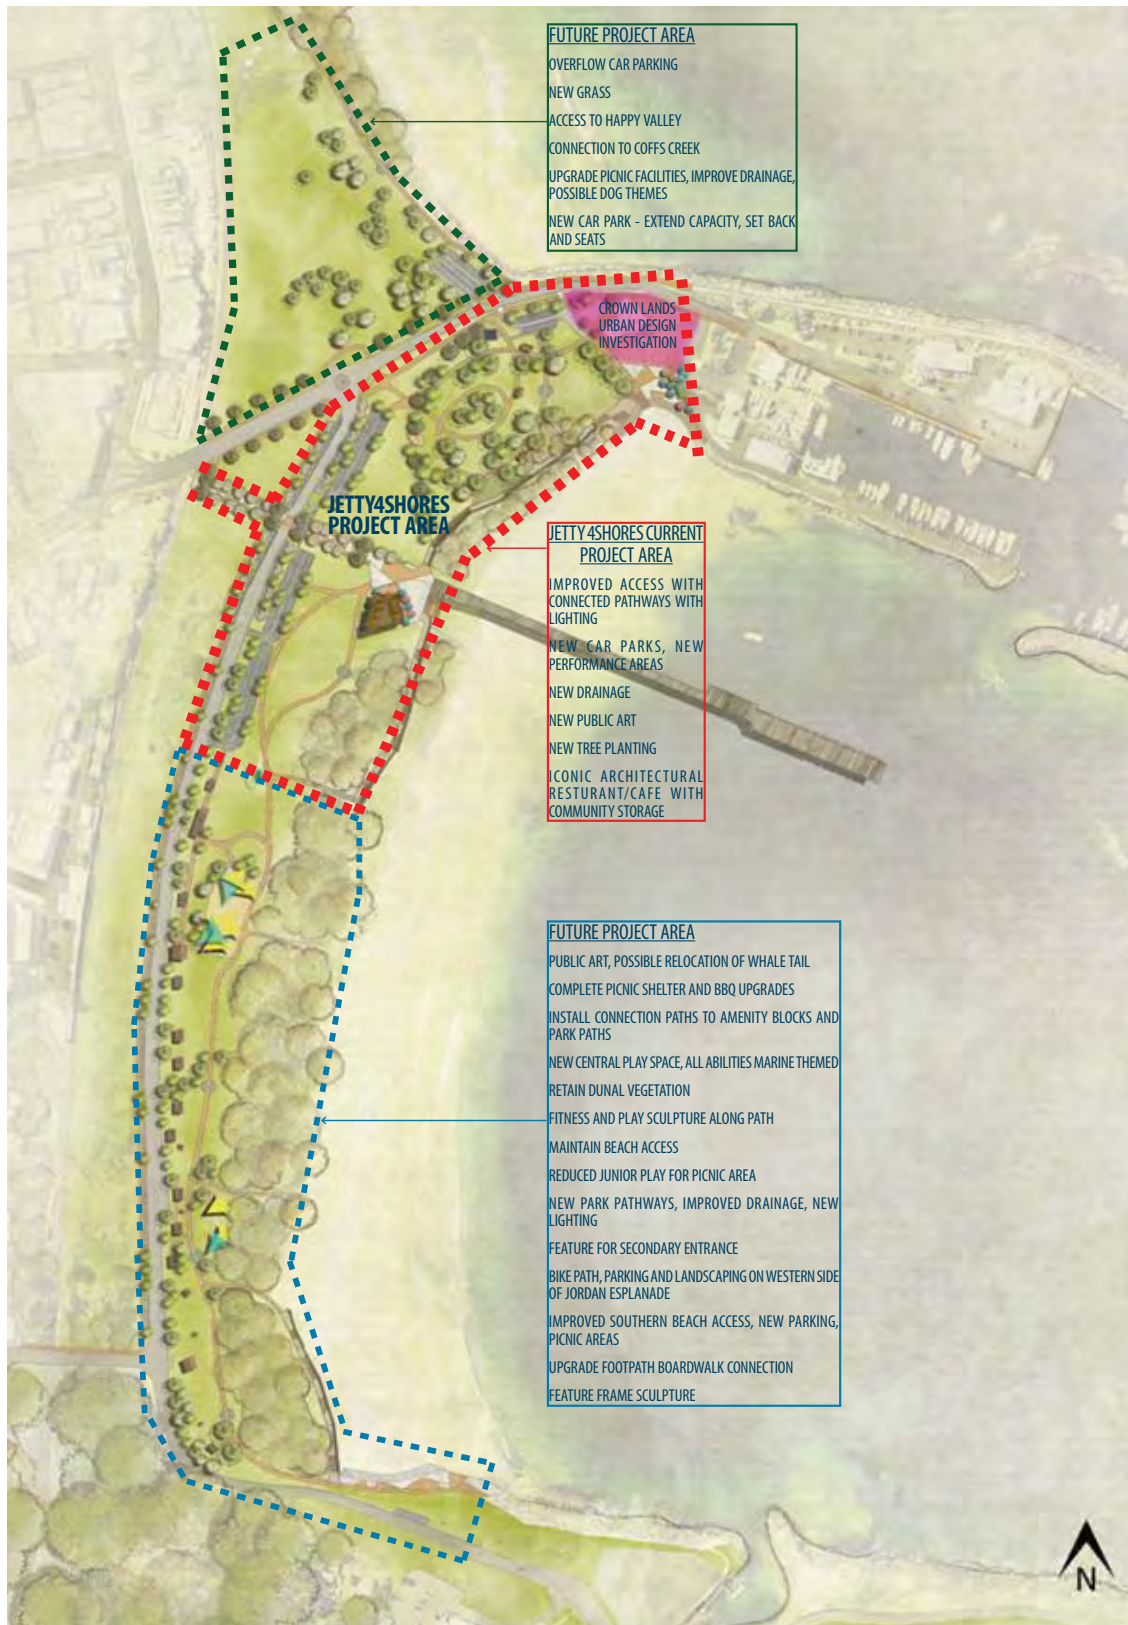 FUTURE PROJECT AREA
OVERFLOW CAR PARKING
NEW GRASS
ACCESS TO HAPPY VALLEY
CONNECTION TO COFFS CREEK
UPGRADE PICNIC FACILITIES, IMPROVE DRAINAGE,
POSSIBLE DOG THEMES
NEW CAR PARK - EXTEND CAPACITY, SET BACK
AND SEATS
CROWN LANDS
URBAN DESIGN
INVESTIGATION
JETTY4SHORES
PROJECT AREA
JETTY 4SHORES CURRENT
PROJECT AREA
IMPROVED ACCESS WITH
CONNECTED PATHWAYS WITH
LIGHTING
NEW CAR PARKS, NEW
PERFORMANCE AREAS
NEW DRAINAGE
NEW PUBLIC ART
NEW TREE PLANTING
ICONIC ARCHITECTURAL
RESTURANT/CAFE WITH
COMMUNITY STORAGE
FUTURE PROJECT AREA
PUBLIC ART, POSSIBLE RELOCATION OF WHALE TAIL
COMPLETE PICNIC SHELTER AND BBQ UPGRADES
INSTALL CONNECTION PATHS TO AMENITY BLOCKS AND
PARK PATHS
NEW CENTRAL PLAY SPACE, ALL ABILITIES MARINE THEMED
RETAIN DUNAL VEGETATION
FITNESS AND PLAY SCULPTURE ALONG PATH
MAINTAIN BEACH ACCESS
REDUCED JUNIOR PLAY FOR PICNIC AREA
NEW PARK PATHWAYS, IMPROVED DRAINAGE, NEW
LIGHTING
FEATURE FOR SECONDARY ENTRANCE
BIKE PATH, PARKING AND LANDSCAPING ON WESTERN SIDE
OF JORDAN ESPLANADE
IMPROVED SOUTHERN BEACH ACCESS, NEW PARKING,
PICNIC AREAS
UPGRADE FOOTPATH BOARDWALK CONNECTION
FEATURE FRAME SCULPTURE
N